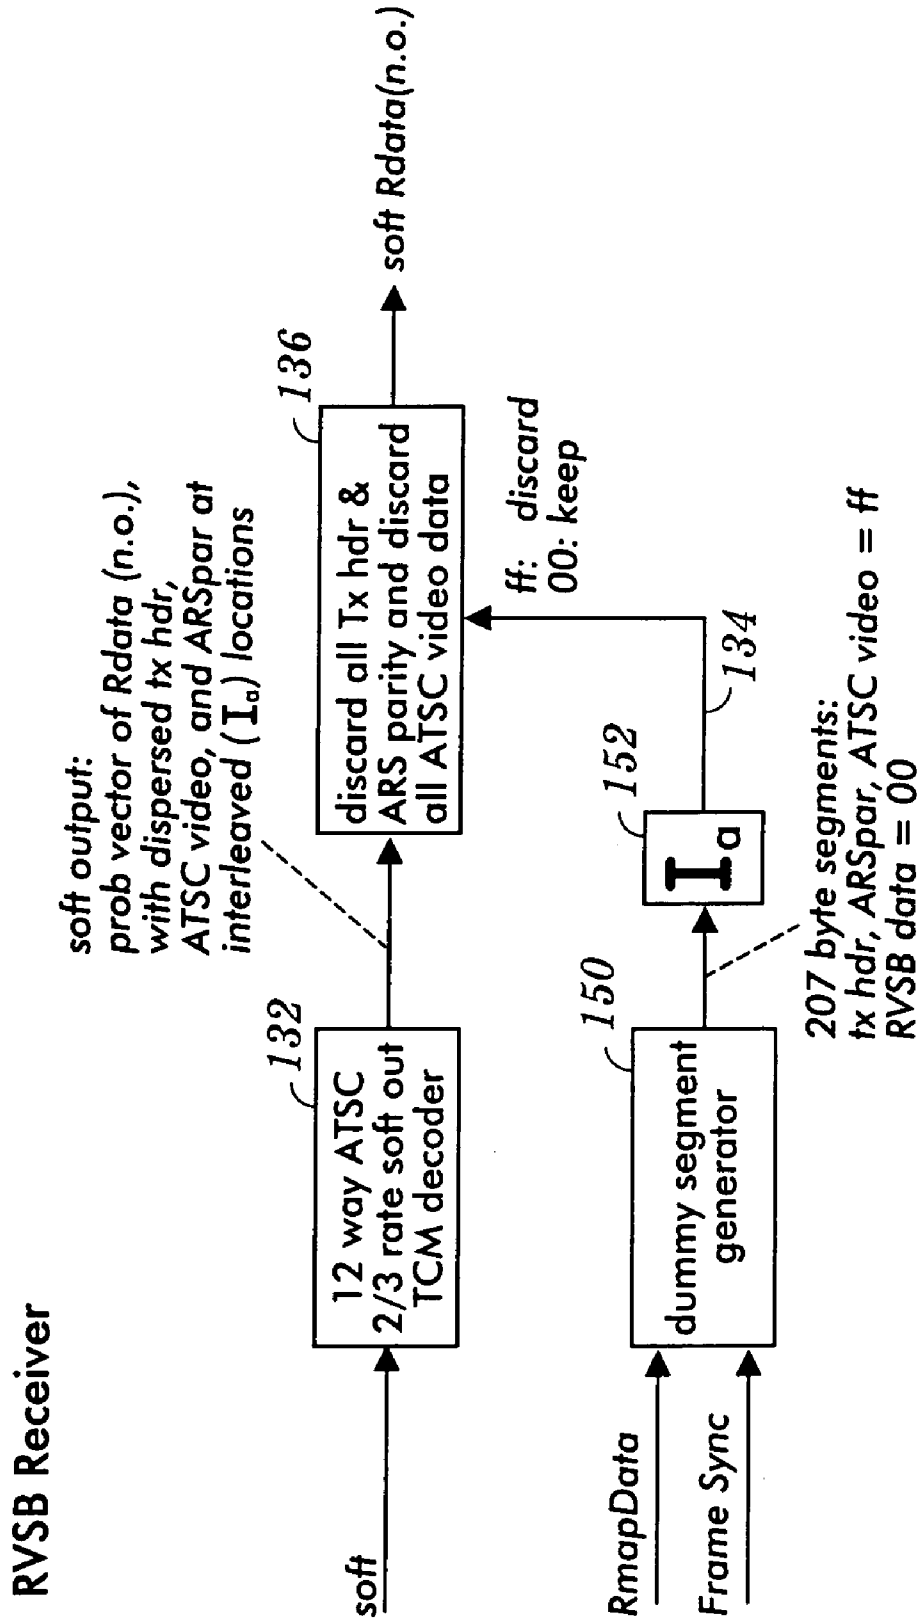 RVSB Receiver
soft output:
prob vector of Rdata (n.o.),
with dispersed tx hdr,
ATSC video, and ARSpar at
interleaved (Ia) locations
soft
132
12 way ATSC
2/3 rate soft out
TCM decoder
136
discard all Tx hdr &
ARS parity and discard
all ATSC video data
soft Rdata(n.o.)
ff: discard
00: keep
134
RmapData
Frame Sync
150
dummy segment
generator
152
Ia
207 byte segments:
tx hdr, ARSpar, ATSC video = ff
RVSB data = 00